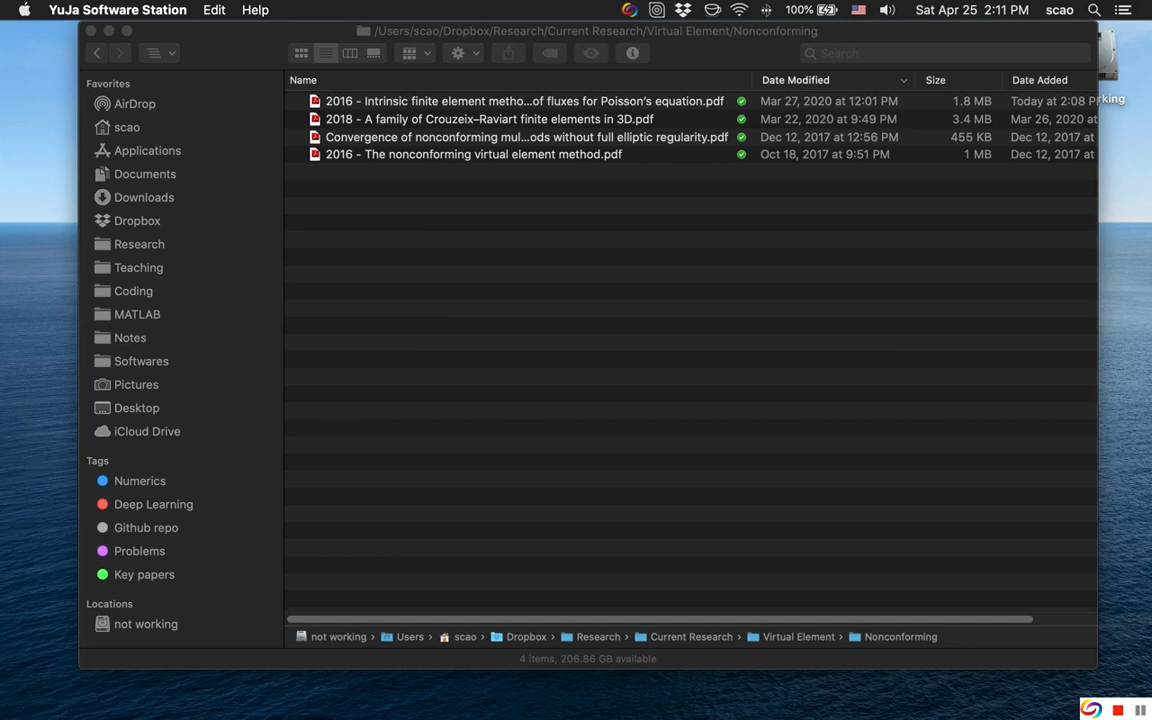 YuJa Software Station Edit Help 100% Sat Apr 25 2:11 PM scao
/Users/scao/Dropbox/Research/Current Research/Virtual Element/Nonconforming
Search
Favorites
AirDrop
scao
Applications
Documents
Downloads
Dropbox
Research
Teaching
Coding
MATLAB
Notes
Softwares
Pictures
Desktop
iCloud Drive
Tags
Numerics
Deep Learning
Github repo
Problems
Key papers
Locations
not working
Name Date Modified Size Date Added
2016 - Intrinsic finite element metho...of fluxes for Poisson's equation.pdf Mar 27, 2020 at 12:01 PM 1.8 MB Today at 2:08 P
2018 - A family of Crouzeix–Raviart finite elements in 3D.pdf Mar 22, 2020 at 9:49 PM 3.4 MB Mar 26, 2020 at
Convergence of nonconforming mul...ods without full elliptic regularity.pdf Dec 12, 2017 at 12:56 PM 455 KB Dec 12, 2017 at
2016 - The nonconforming virtual element method.pdf Oct 18, 2017 at 9:51 PM 1 MB Dec 12, 2017 at
rking
not working › Users › scao › Dropbox › Research › Current Research › Virtual Element › Nonconforming
4 items, 206.86 GB available